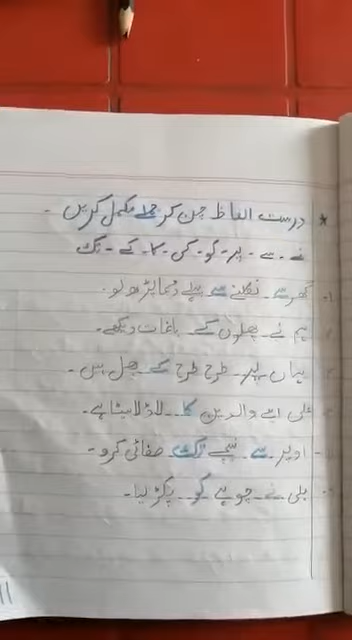 * درست الفاظ چن کر جملے مکمل کریں -
نے - سے - پر - کو - کی - کا - کے - تک
1- گھر سے نکلنے سے پہلے دعا پڑھ لو -
ہم نے پھلوں کے باغات دیکھے -
یہاں پر طرح طرح کے پھل ہیں -
علی اپنے والدین کا لاڈلا بیٹا ہے -
اوپر سے نیچے تک صفائی کرو -
بلی نے چوہے کو پکڑ لیا -